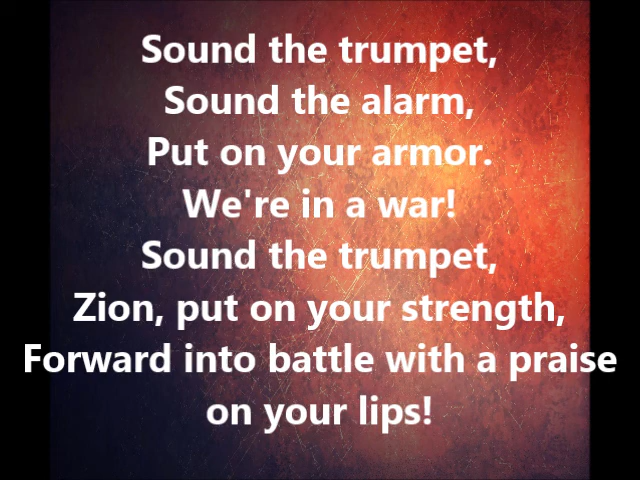 Sound the trumpet,
Sound the alarm,
Put on your armor.
We're in a war!
Sound the trumpet,
Zion, put on your strength,
Forward into battle with a praise
on your lips!